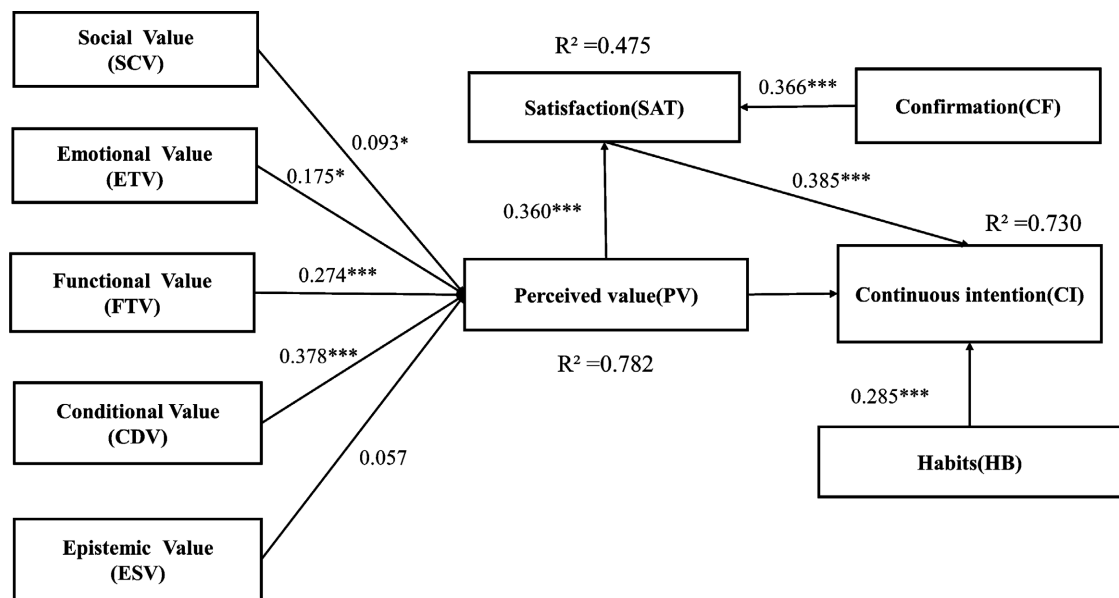 Social Value
(SCV)
Emotional Value
(ETV)
Functional Value
(FTV)
Conditional Value
(CDV)
Epistemic Value
(ESV)
0.093*
0.175*
0.274***
0.378***
0.057
R² =0.475
Satisfaction(SAT)
0.366***
Confirmation(CF)
0.360***
0.385***
R² =0.730
Perceived value(PV)
Continuous intention(CI)
R² =0.782
0.285***
Habits(HB)